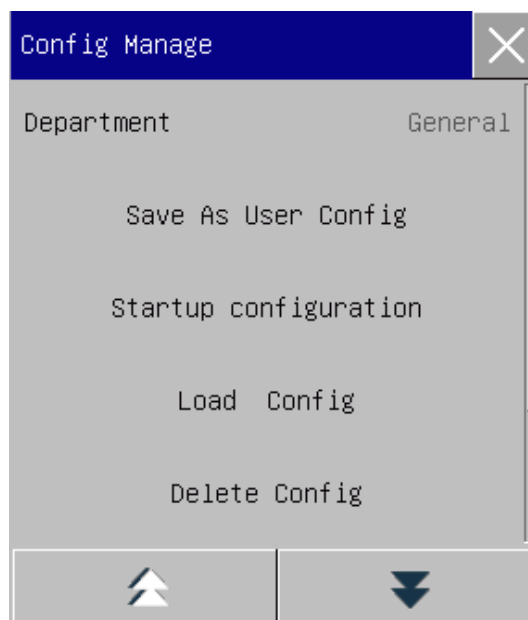 Config Manage
Department General
Save As User Config
Startup configuration
Load Config
Delete Config